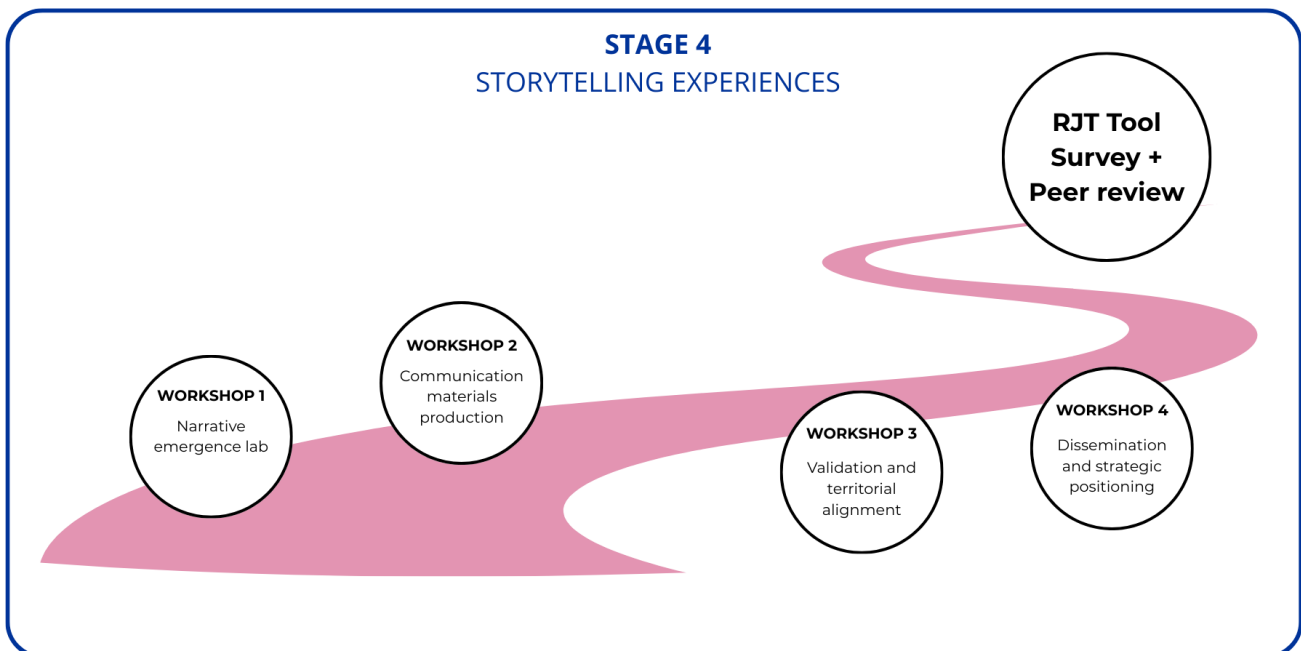 STAGE 4
STORYTELLING EXPERIENCES
RJT Tool
Survey +
Peer review
WORKSHOP 1
Narrative
emergence lab
WORKSHOP 2
Communication
materials
production
WORKSHOP 3
Validation and
territorial
alignment
WORKSHOP 4
Dissemination
and strategic
positioning